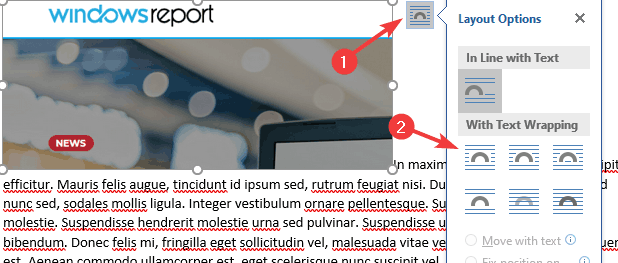 windowsreport
Layout Options
1
In Line with Text
NEWS
2
With Text Wrapping
In maxim
efficitur. Mauris felis augue, tincidunt id ipsum sed, rutrum feugiat nisi. Du
nunc sed, sodales mollis ligula. Integer vestibulum ornare pellentesque. Su
molestie. Suspendisse hendrerit molestie urna sed pulvinar. Suspendisse u
bibendum. Donec felis mi, fringilla eget sollicitudin vel, malesuada vitae ve
est. Aenean commodo ullamcorper est, eget scelerisque nunc suscipit vel.
Move with text
Fix position on